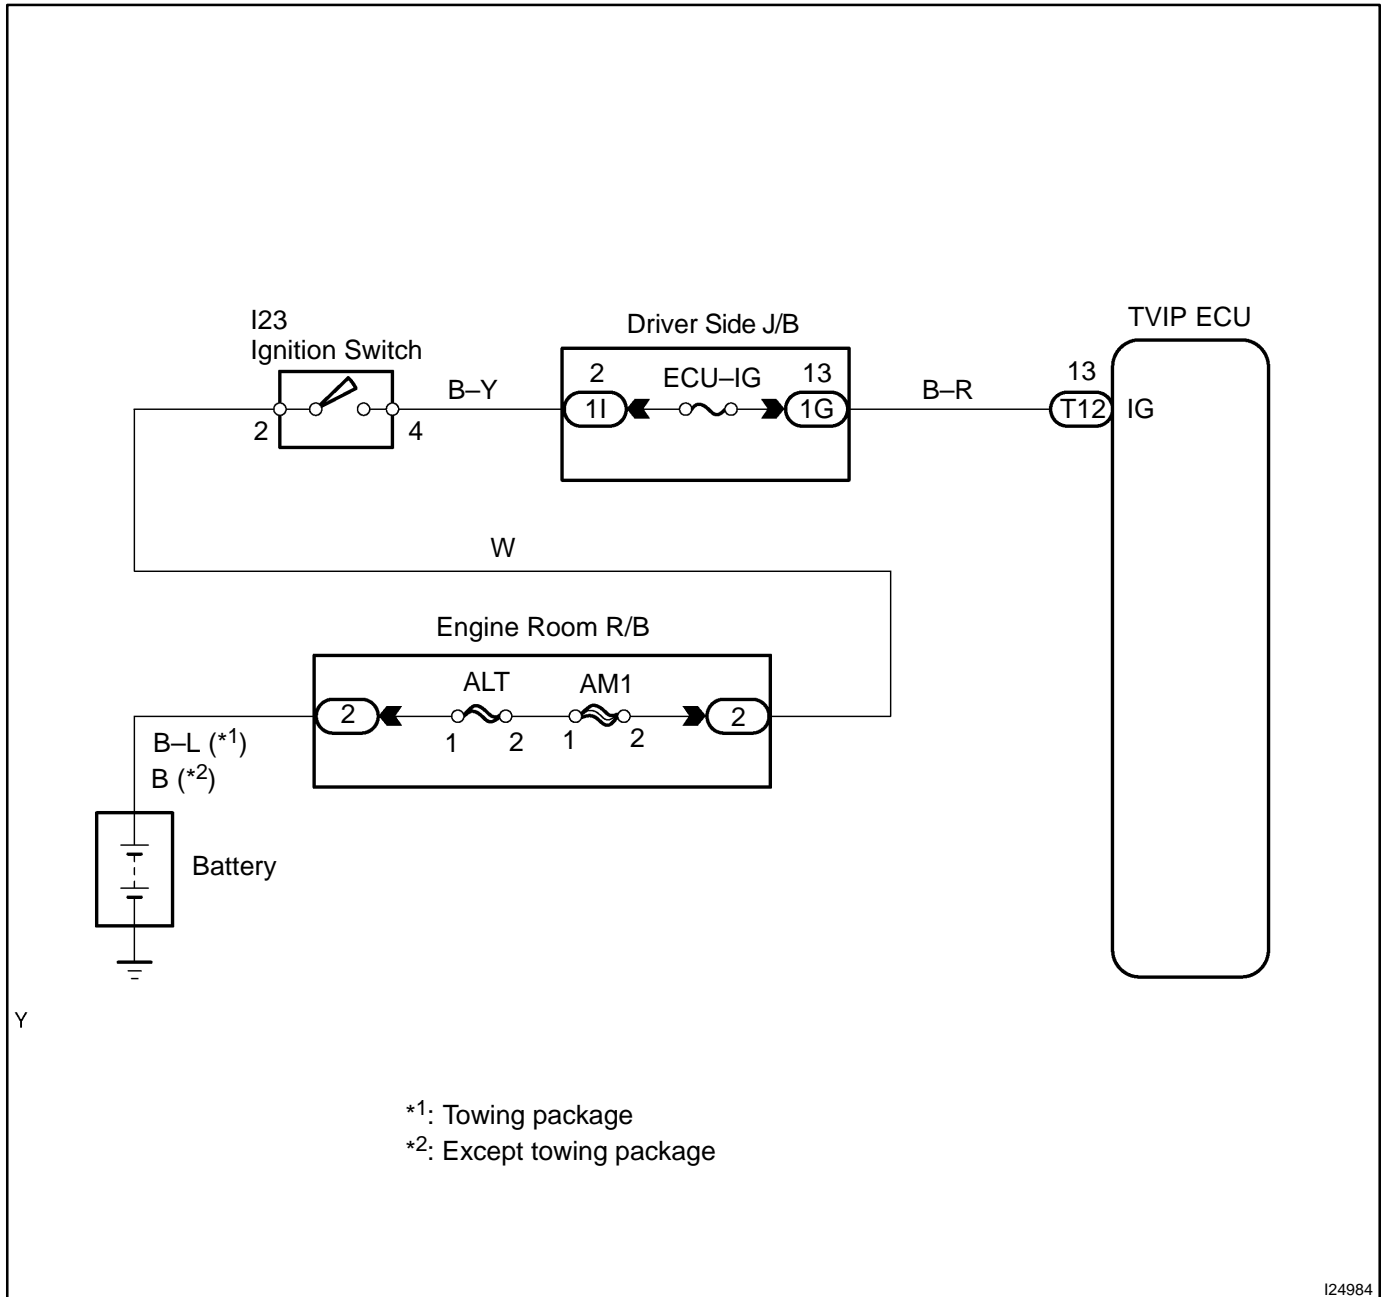 I23
Ignition Switch
2
4
B–Y
Driver Side J/B
2
ECU–IG
13
1I
1G
B–R
TVIP ECU
13
T12
IG
W
Engine Room R/B
ALT
AM1
2
1
2
1
2
2
B–L (*1)
B (*2)
Battery
Y
*1: Towing package
*2: Except towing package
I24984